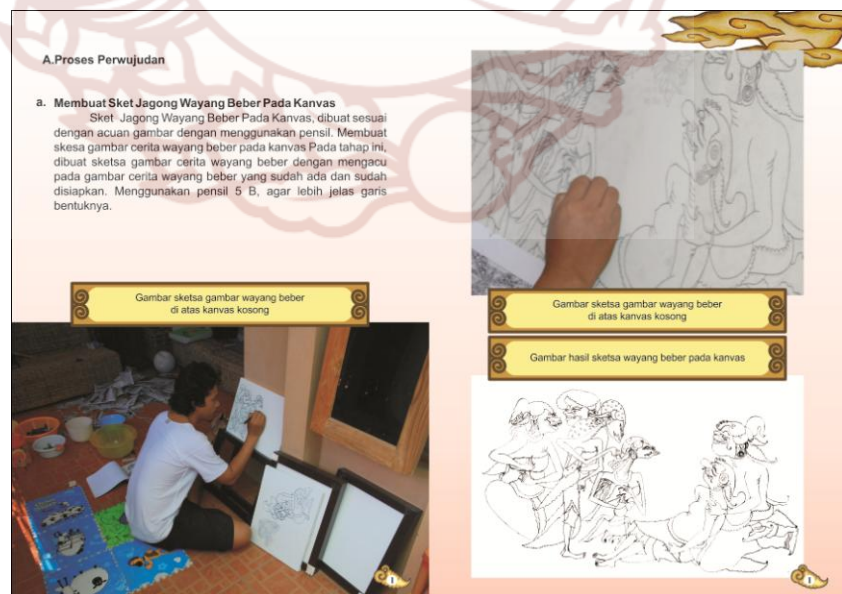 A.Proses Perwujudan
a. Membuat Sket Jagong Wayang Beber Pada Kanvas
Sket Jagong Wayang Beber Pada Kanvas, dibuat sesuai
dengan acuan gambar dengan menggunakan pensil. Membuat
skesa gambar cerita wayang beber pada kanvas Pada tahap ini,
dibuat sketsa gambar cerita wayang beber dengan mengacu
pada gambar cerita wayang beber yang sudah ada dan sudah
disiapkan. Menggunakan pensil 5 B, agar lebih jelas garis
bentuknya.
Gambar sketsa gambar wayang beber
di atas kanvas kosong
1
Gambar sketsa gambar wayang beber
di atas kanvas kosong
Gambar hasil sketsa wayang beber pada kanvas
1